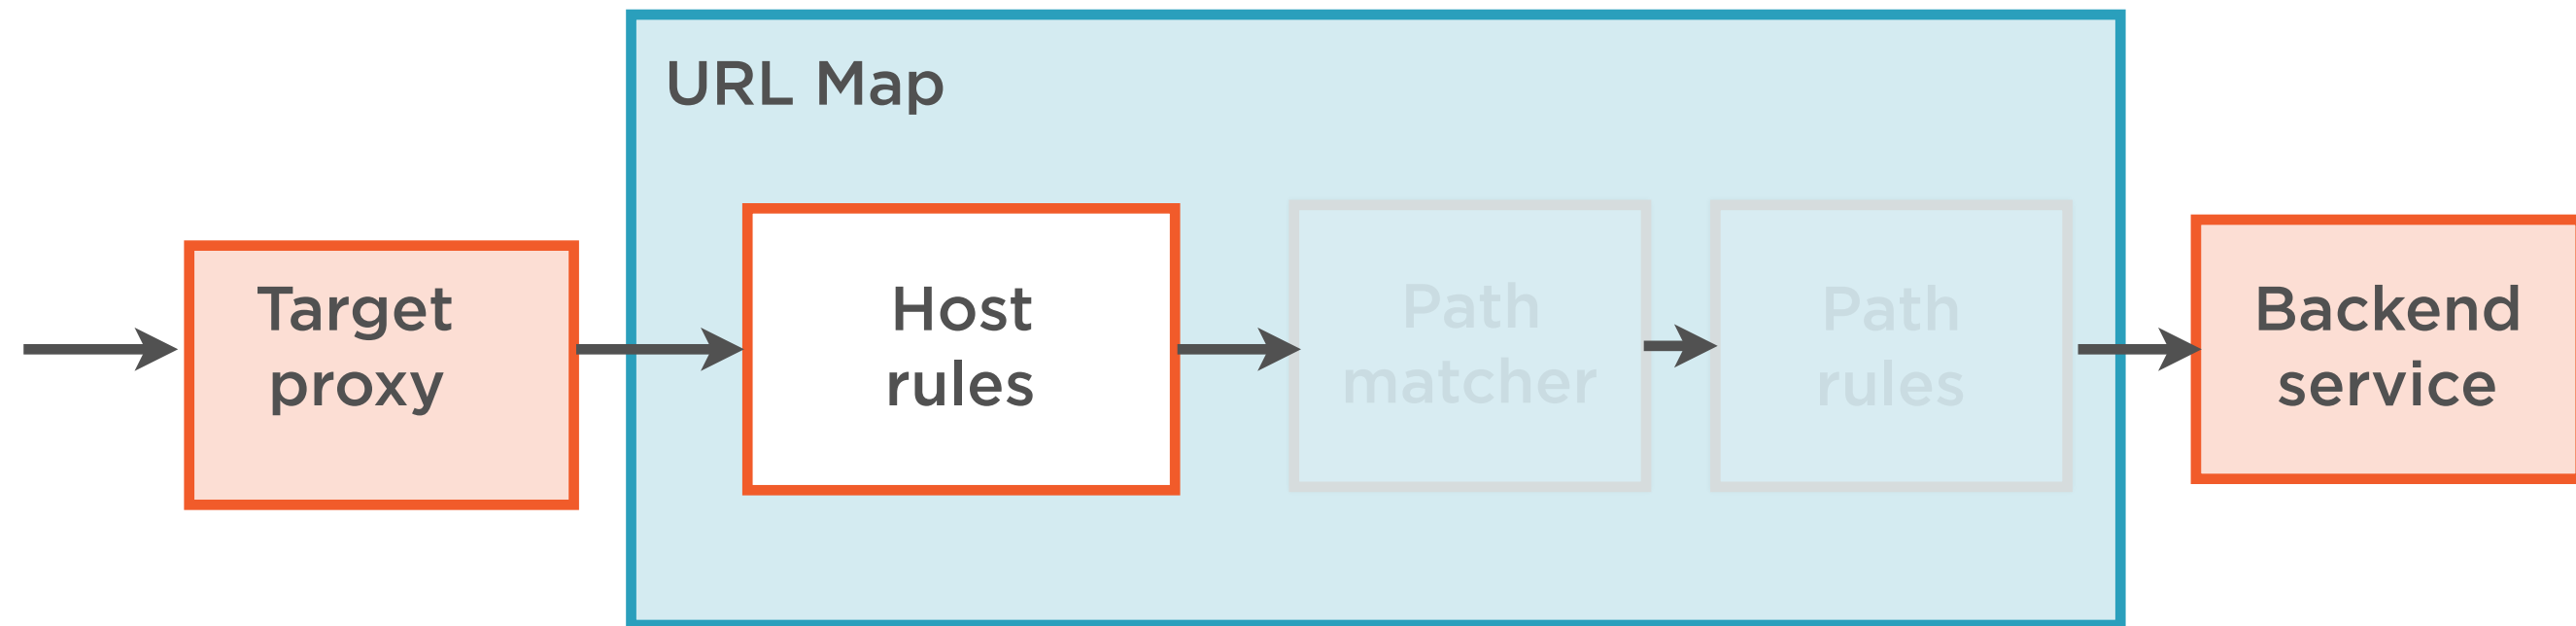 URL Map
Target
proxy
Host
rules
Path
matcher
Path
rules
Backend
service